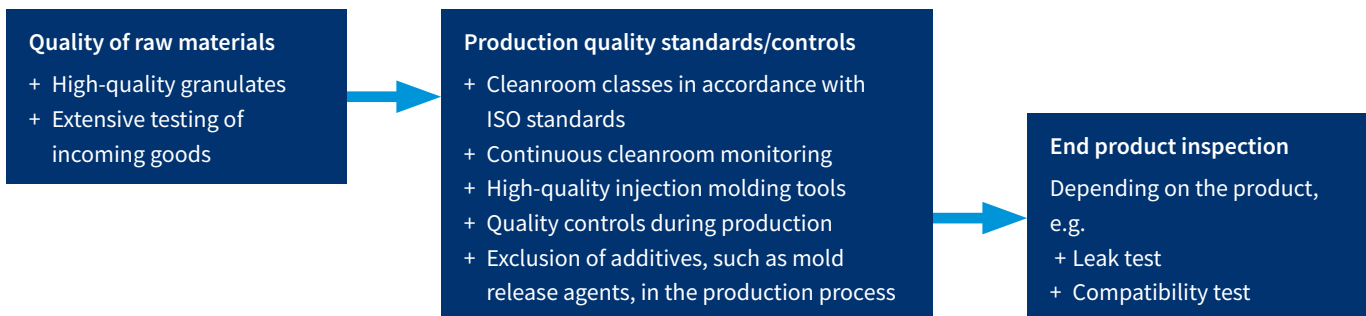 Quality of raw materials
+ High-quality granulates
+ Extensive testing of
incoming goods
Production quality standards/controls
+ Cleanroom classes in accordance with
ISO standards
+ Continuous cleanroom monitoring
+ High-quality injection molding tools
+ Quality controls during production
+ Exclusion of additives, such as mold
release agents, in the production process
End product inspection
Depending on the product,
e.g.
+ Leak test
+ Compatibility test